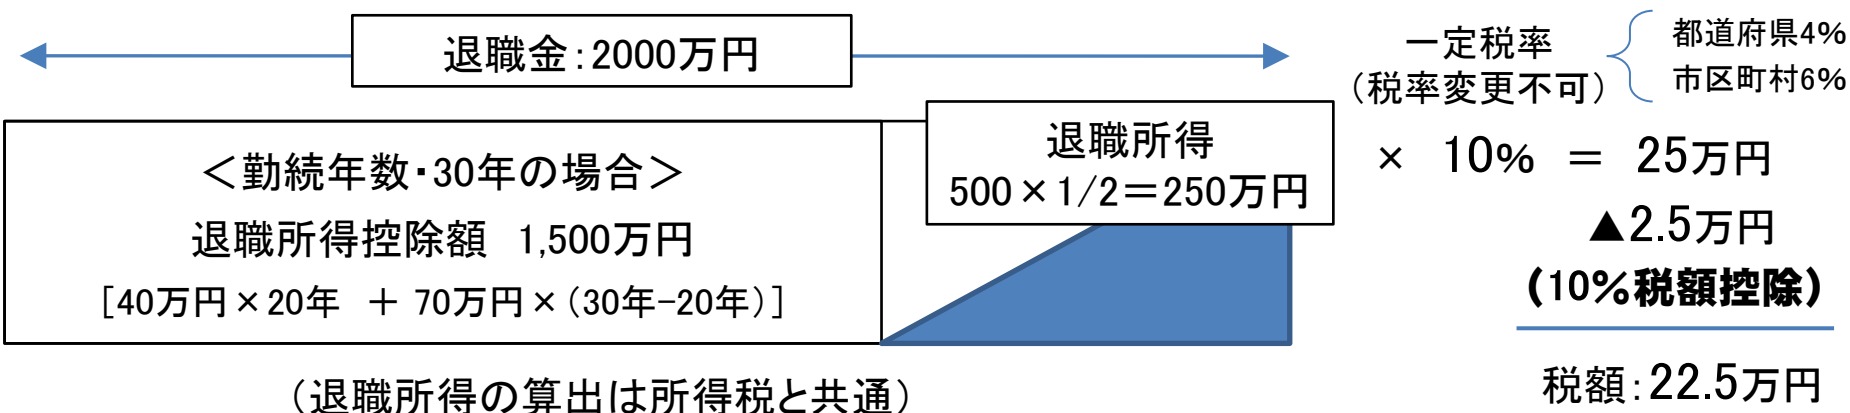 退職金：2000万円
一定税率
（税率変更不可）
都道府県4%
市区町村6%
＜勤続年数・30年の場合＞
退職所得控除額　1,500万円
［40万円×20年　＋ 70万円×（30年-20年）］
退職所得
500×1/2＝250万円
×　10%　＝　25万円
▲2.5万円
（10%税額控除）
税額：22.5万円
（退職所得の算出は所得税と共通）